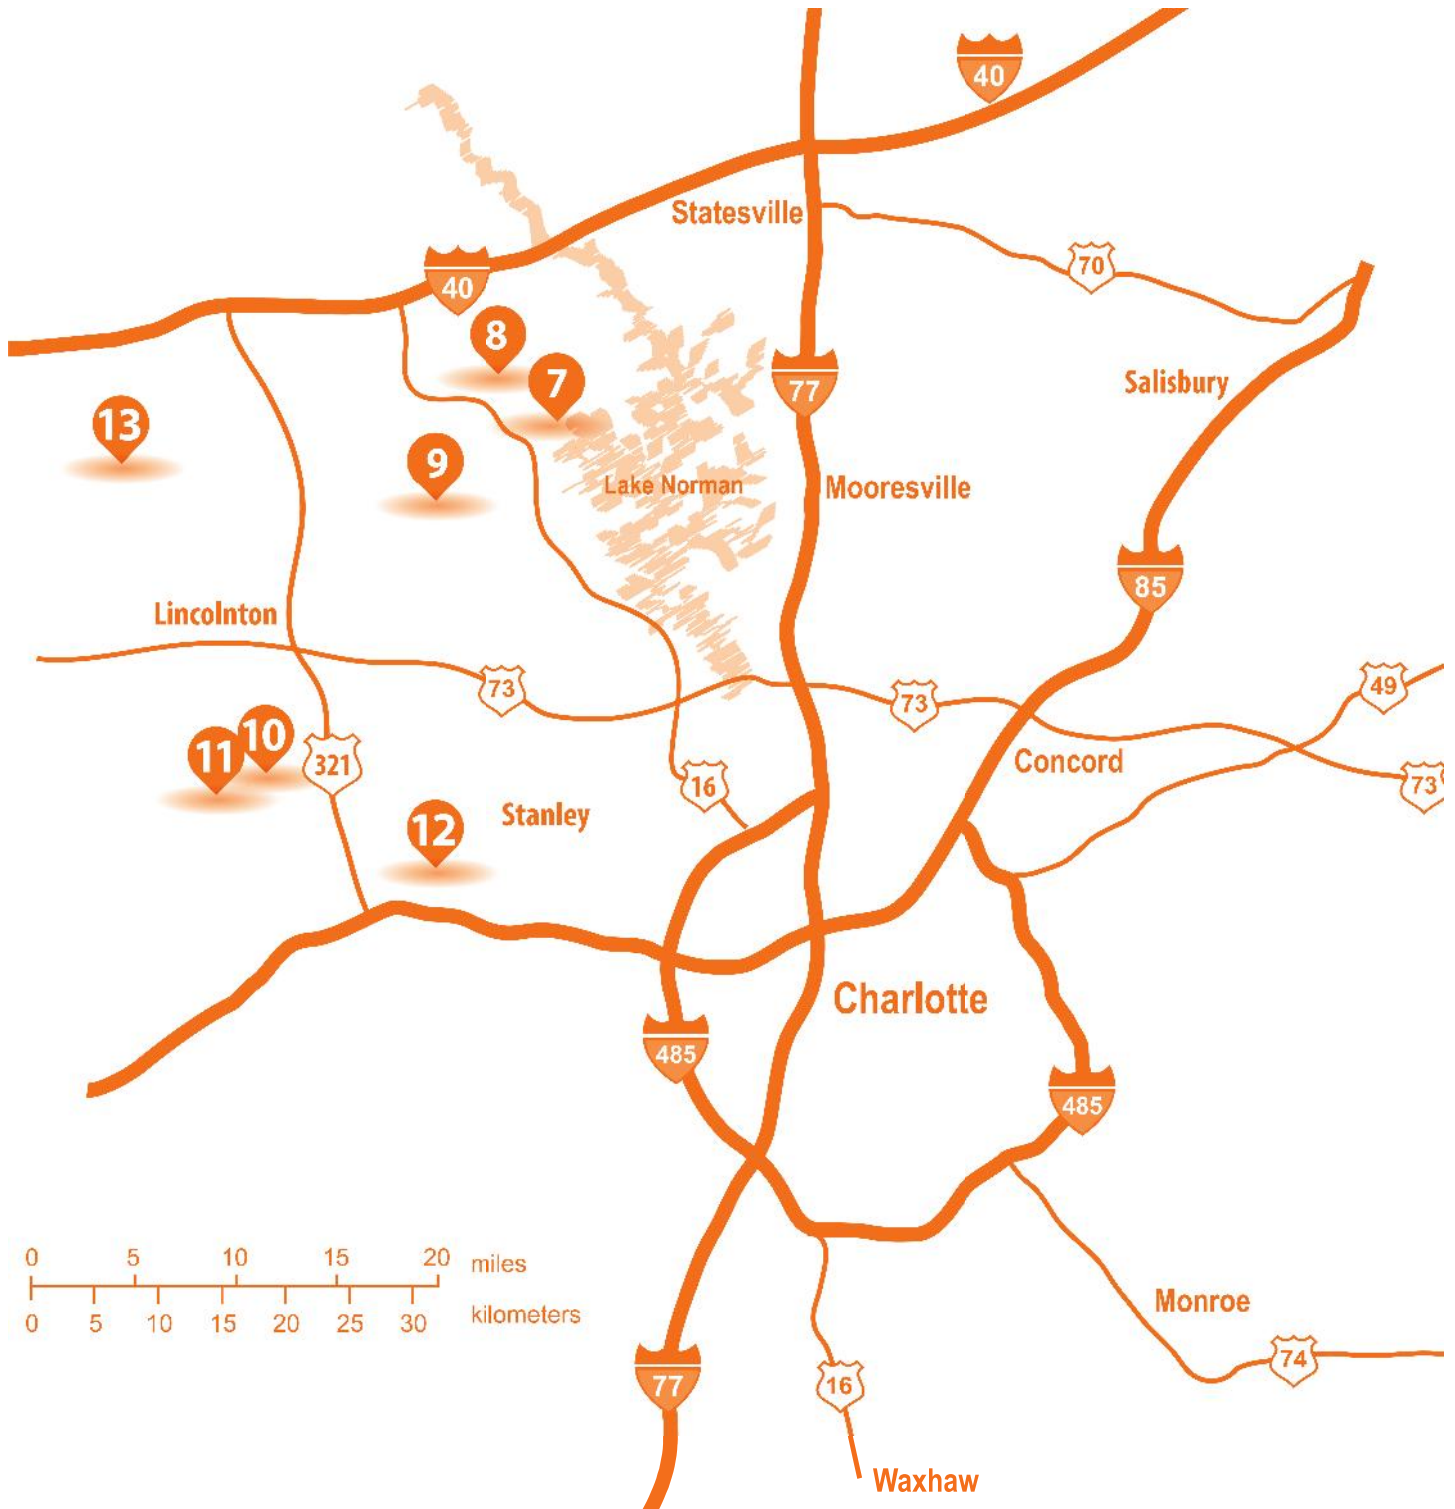 40
Statesville
70
40
8
7
77
Salisbury
13
9
Lake Norman
Mooresville
85
Lincolnton
73
73
49
11
10
321
16
Concord
73
Stanley
12
Charlotte
485
485
0 5 10 15 20 miles
0 5 10 15 20 25 30 kilometers
Monroe
74
77
16
Waxhaw